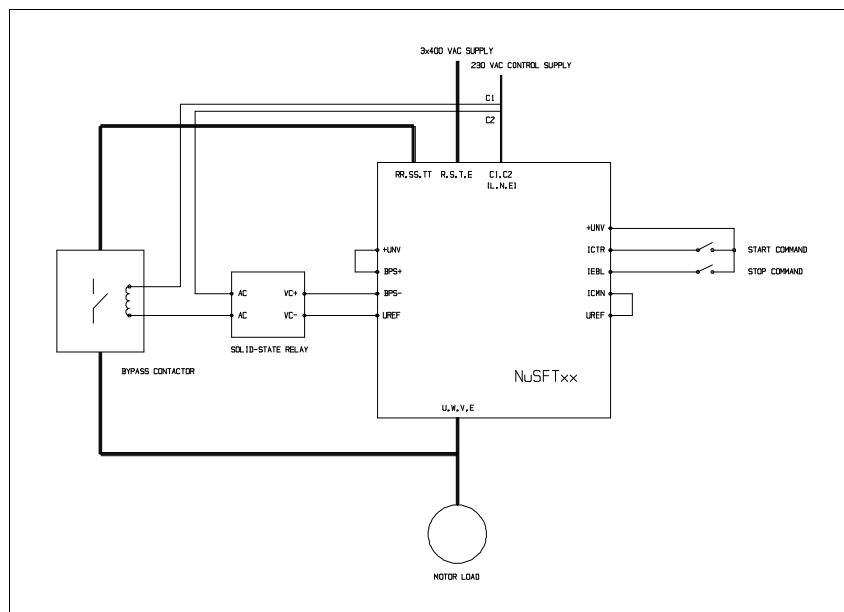 3x400 VAC SUPPLY
230 VAC CONTROL SUPPLY
C1
C2
RR,SS,TT R,S,T,E C1,C2
(L,N,E)
+UNV
+UNV ICTR START COMMAND
BPS+ IEBL STOP COMMAND
AC VC+ BPS- ICMN
AC VC- UREF UREF
SOLID-STATE RELAY
BYPASS CONTACTOR
NuSFTxx
U,W,V,E
MOTOR LOAD